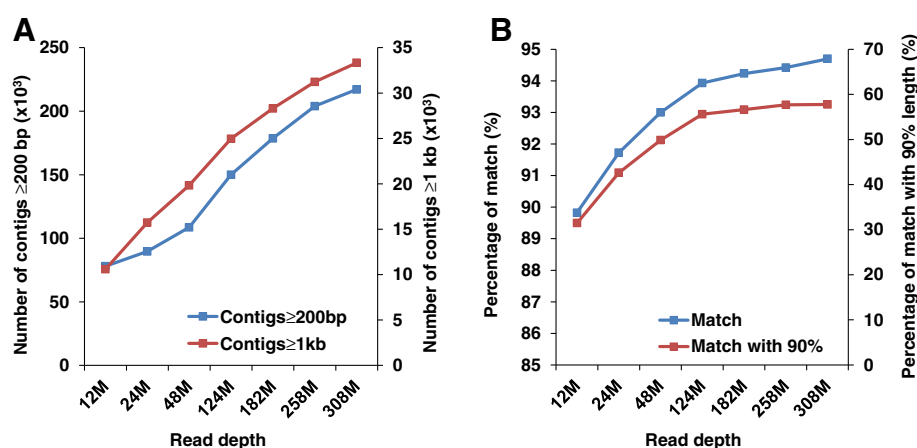 A
250
200
150
100
50
0
Number of contigs ≥200 bp (x10³)
35
30
25
20
15
10
5
0
Number of contigs ≥1 kb (x10³)
Contigs≥200bp
Contigs≥1kb
12M
24M
48M
124M
182M
258M
308M
Read depth
B
95
94
93
92
91
90
89
88
87
86
85
Percentage of match (%)
70
60
50
40
30
20
10
0
Percentage of match with 90% length (%)
Match
Match with 90%
12M
24M
48M
124M
182M
258M
308M
Read depth